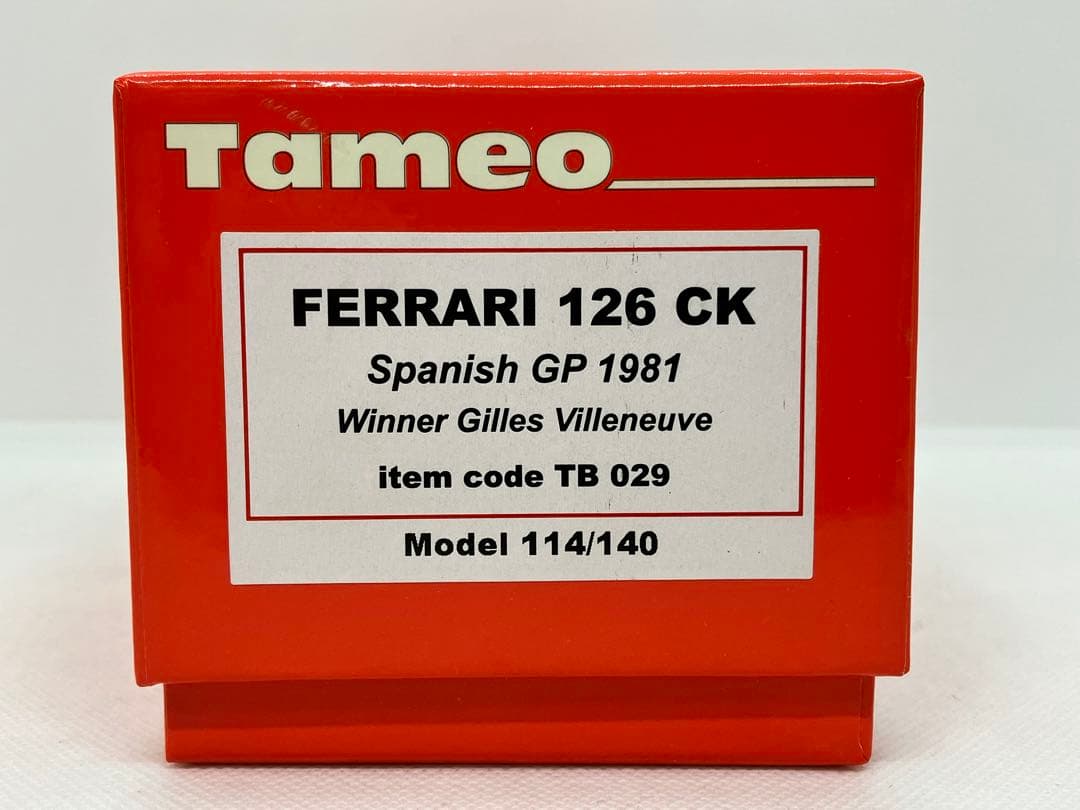 Tameo
FERRARI 126 CK
Spanish GP 1981
Winner Gilles Villeneuve
item code TB 029
Model 114/140